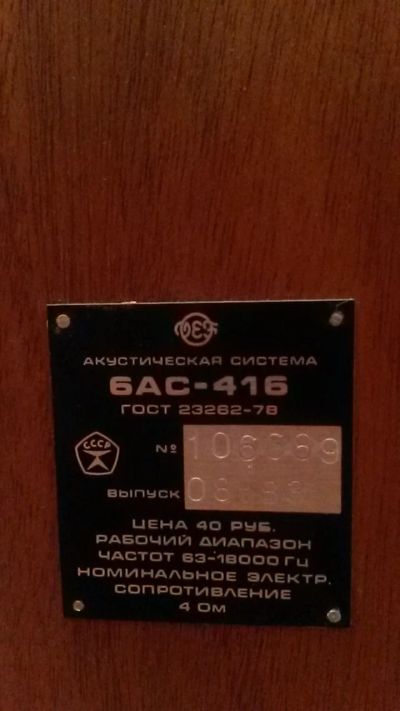 АКУСТИЧЕСКАЯ СИСТЕМА
6АС-416
ГОСТ 23262-78
СССР
№
ВЫПУСК
ЦЕНА 40 РУБ.
РАБОЧИЙ ДИАПАЗОН
ЧАСТОТ 63-18000 Гц
НОМИНАЛЬНОЕ ЭЛЕКТР.
СОПРОТИВЛЕНИЕ
4 Ом